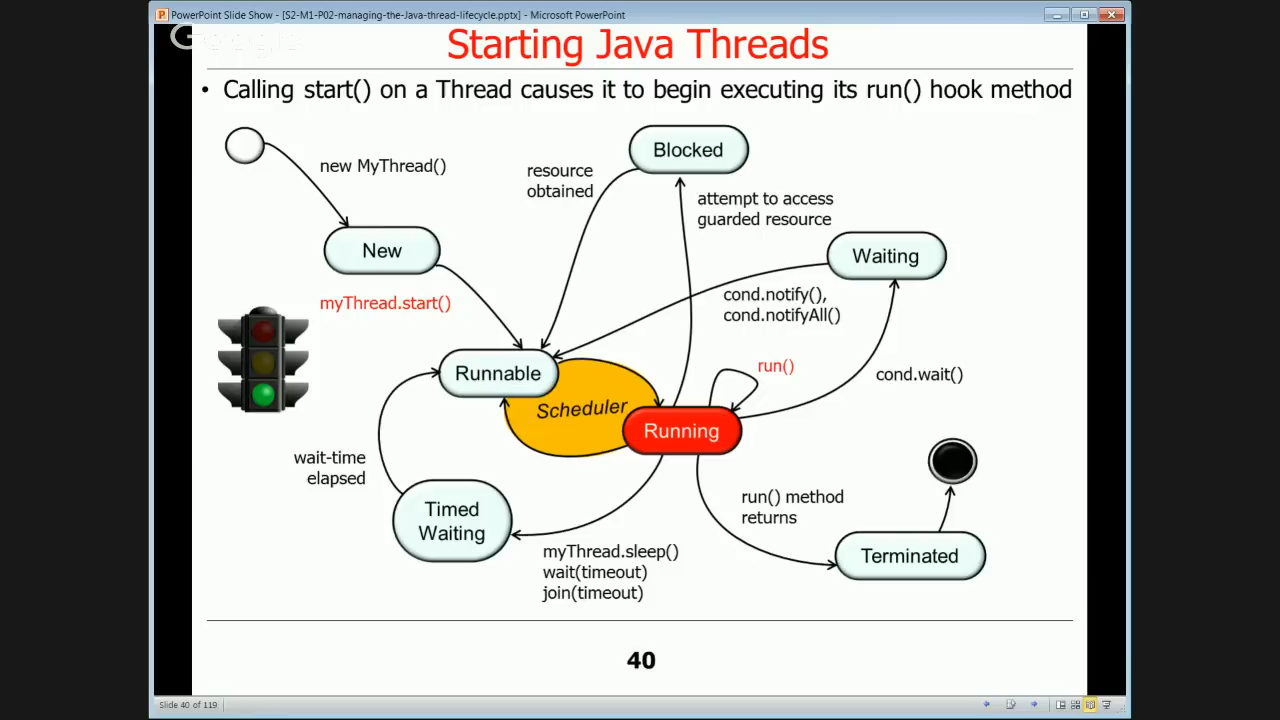 PowerPoint Slide Show - [S2-M1-P02-managing-the-Java-thread-lifecycle.pptx] - Microsoft PowerPoint
Google
Starting Java Threads
• Calling start() on a Thread causes it to begin executing its run() hook method
Blocked
new MyThread()
resource
obtained
attempt to access
guarded resource
New
Waiting
myThread.start()
cond.notify(),
cond.notifyAll()
Runnable
run()
cond.wait()
Scheduler
Running
wait-time
elapsed
Timed
Waiting
run() method
returns
myThread.sleep()
wait(timeout)
join(timeout)
Terminated
40
Slide 40 of 119